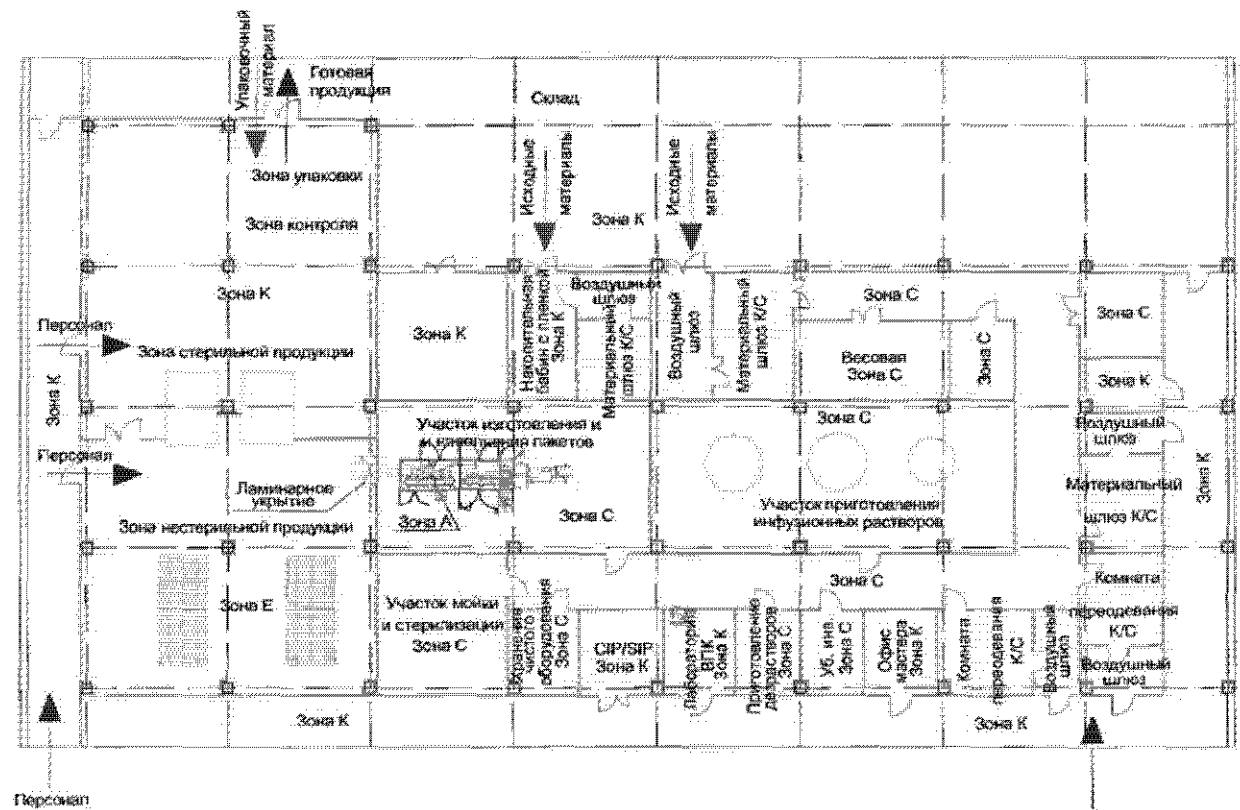 Упаковочный
материал
Готовая
продукция
Склад
Зона упаковки
Исходные
материалы
Исходные
материалы
Зона контроля
Зона К
Зона К
Персонал
Зона стерильной продукции
Зона К
Зона К
Накопительная
кабин с пленкой
Зона К
Воздушный
шлюз
Материальный
шлюз К/С
Воздушный
шлюз
Материальный
шлюз К/С
Зона С
Весовая
Зона С
Зона С
Зона С
Зона К
Персонал
Ламинарное
укрытие
Зона нестерильной продукции
Участок изготовления и
и наполнения пакетов
Зона А
Зона С
Зона С
Участок приготовления
инфузионных растворов
Воздушный
шлюз
Материальный
шлюз К/С
Зона К
Зона Е
Участок мойки
и стерилизации
Зона С
Хранение
чистого
оборудования
Зона С
CIP/SIP
Зона К
Лаборатория
ВПК
Зона К
Приготовление
дезрастворов
Зона С
Зона С
Уб. инв.
Зона С
Офис
мастера
Зона К
Комната
переодевания
К/С
Воздушный
шлюз
Комната
переодевания
К/С
Воздушный
шлюз
Зона К
Зона К
Персонал